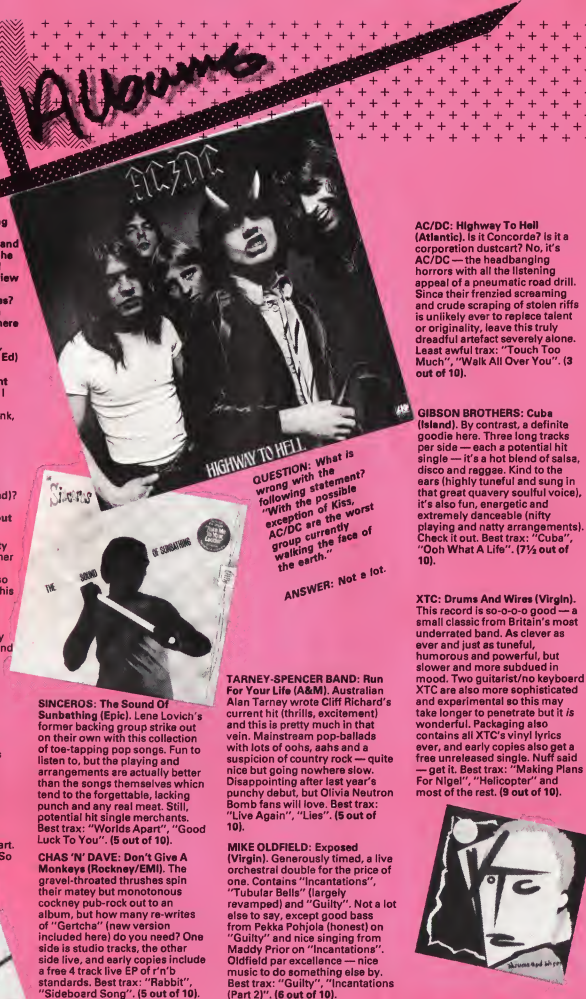 Albums
AC/DC
HIGHWAY TO HELL
QUESTION: What is
wrong with the
following statement?
"With the possible
exception of Kiss,
AC/DC are the worst
group currently
walking the face of
the earth."
ANSWER: Not a lot.
Sinceros
THE SOUND OF SUNBATHING
SINCEROS: The Sound Of
Sunbathing (Epic). Lene Lovich's
former backing group strike out
on their own with this collection
of toe-tapping pop songs. Fun to
listen to, but the playing and
arrangements are actually better
than the songs themselves which
tend to the forgettable, lacking
punch and any real meat. Still,
potential hit single merchants.
Best trax: "Worlds Apart", "Good
Luck To You". (5 out of 10).
CHAS 'N' DAVE: Don't Give A
Monkeys (Rockney/EMI). The
gravel-throated thrushes spin
their matey but monotonous
cockney pub-rock out to an
album, but how many re-writes
of "Gertcha" (new version
included here) do you need? One
side is studio tracks, the other
side live, and early copies include
a free 4 track live EP of r'n'b
standards. Best trax: "Rabbit",
"Sideboard Song". (5 out of 10).
TARNEY-SPENCER BAND: Run
For Your Life (A&M). Australian
Alan Tarney wrote Cliff Richard's
current hit (thrills, excitement)
and this is pretty much in that
vein. Mainstream pop-ballads
with lots of oohs, aahs and a
suspicion of country rock — quite
nice but going nowhere slow.
Disappointing after last year's
punchy debut, but Olivia Neutron
Bomb fans will love. Best trax:
"Live Again", "Lies". (5 out of
10).
MIKE OLDFIELD: Exposed
(Virgin). Generously timed, a live
orchestral double for the price of
one. Contains "Incantations",
"Tubular Bells" (largely
revamped) and "Guilty". Not a lot
else to say, except good bass
from Pekka Pohjola (honest) on
"Guilty" and nice singing from
Maddy Prior on "Incantations".
Oldfield par excellence — nice
music to do something else by.
Best trax: "Guilty", "Incantations
(Part 2)". (6 out of 10).
AC/DC: Highway To Hell
(Atlantic). Is it Concorde? Is it a
corporation dustcart? No, it's
AC/DC — the headbanging
horrors with all the listening
appeal of a pneumatic road drill.
Since their frenzied screaming
and crude scraping of stolen riffs
is unlikely ever to replace talent
or originality, leave this truly
dreadful artefact severely alone.
Least awful trax: "Touch Too
Much", "Walk All Over You". (3
out of 10).
GIBSON BROTHERS: Cuba
(Island). By contrast, a definite
goodie here. Three long tracks
per side — each a potential hit
single — it's a hot blend of salsa,
disco and reggae. Kind to the
ears (highly tuneful and sung in
that great quavery soulful voice),
it's also fun, energetic and
extremely danceable (nifty
playing and natty arrangements).
Check it out. Best trax: "Cuba",
"Ooh What A Life". (7½ out of
10).
XTC: Drums And Wires (Virgin).
This record is so-o-o-o good — a
small classic from Britain's most
underrated band. As clever as
ever and just as tuneful,
humorous and powerful, but
slower and more subdued in
mood. Two guitarist/no keyboard
XTC are also more sophisticated
and experimental so this may
take longer to penetrate but it is
wonderful. Packaging also
contains all XTC's vinyl lyrics
ever, and early copies also get a
free unreleased single. Nuff said
— get it. Best trax: "Making Plans
For Nigel", "Helicopter" and
most of the rest. (9 out of 10).